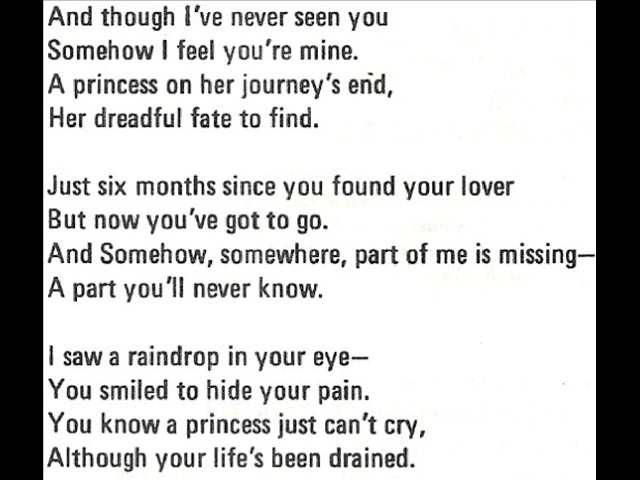 And though I've never seen you
Somehow I feel you're mine.
A princess on her journey's end,
Her dreadful fate to find.
Just six months since you found your lover
But now you've got to go.
And Somehow, somewhere, part of me is missing—
A part you'll never know.
I saw a raindrop in your eye—
You smiled to hide your pain.
You know a princess just can't cry,
Although your life's been drained.